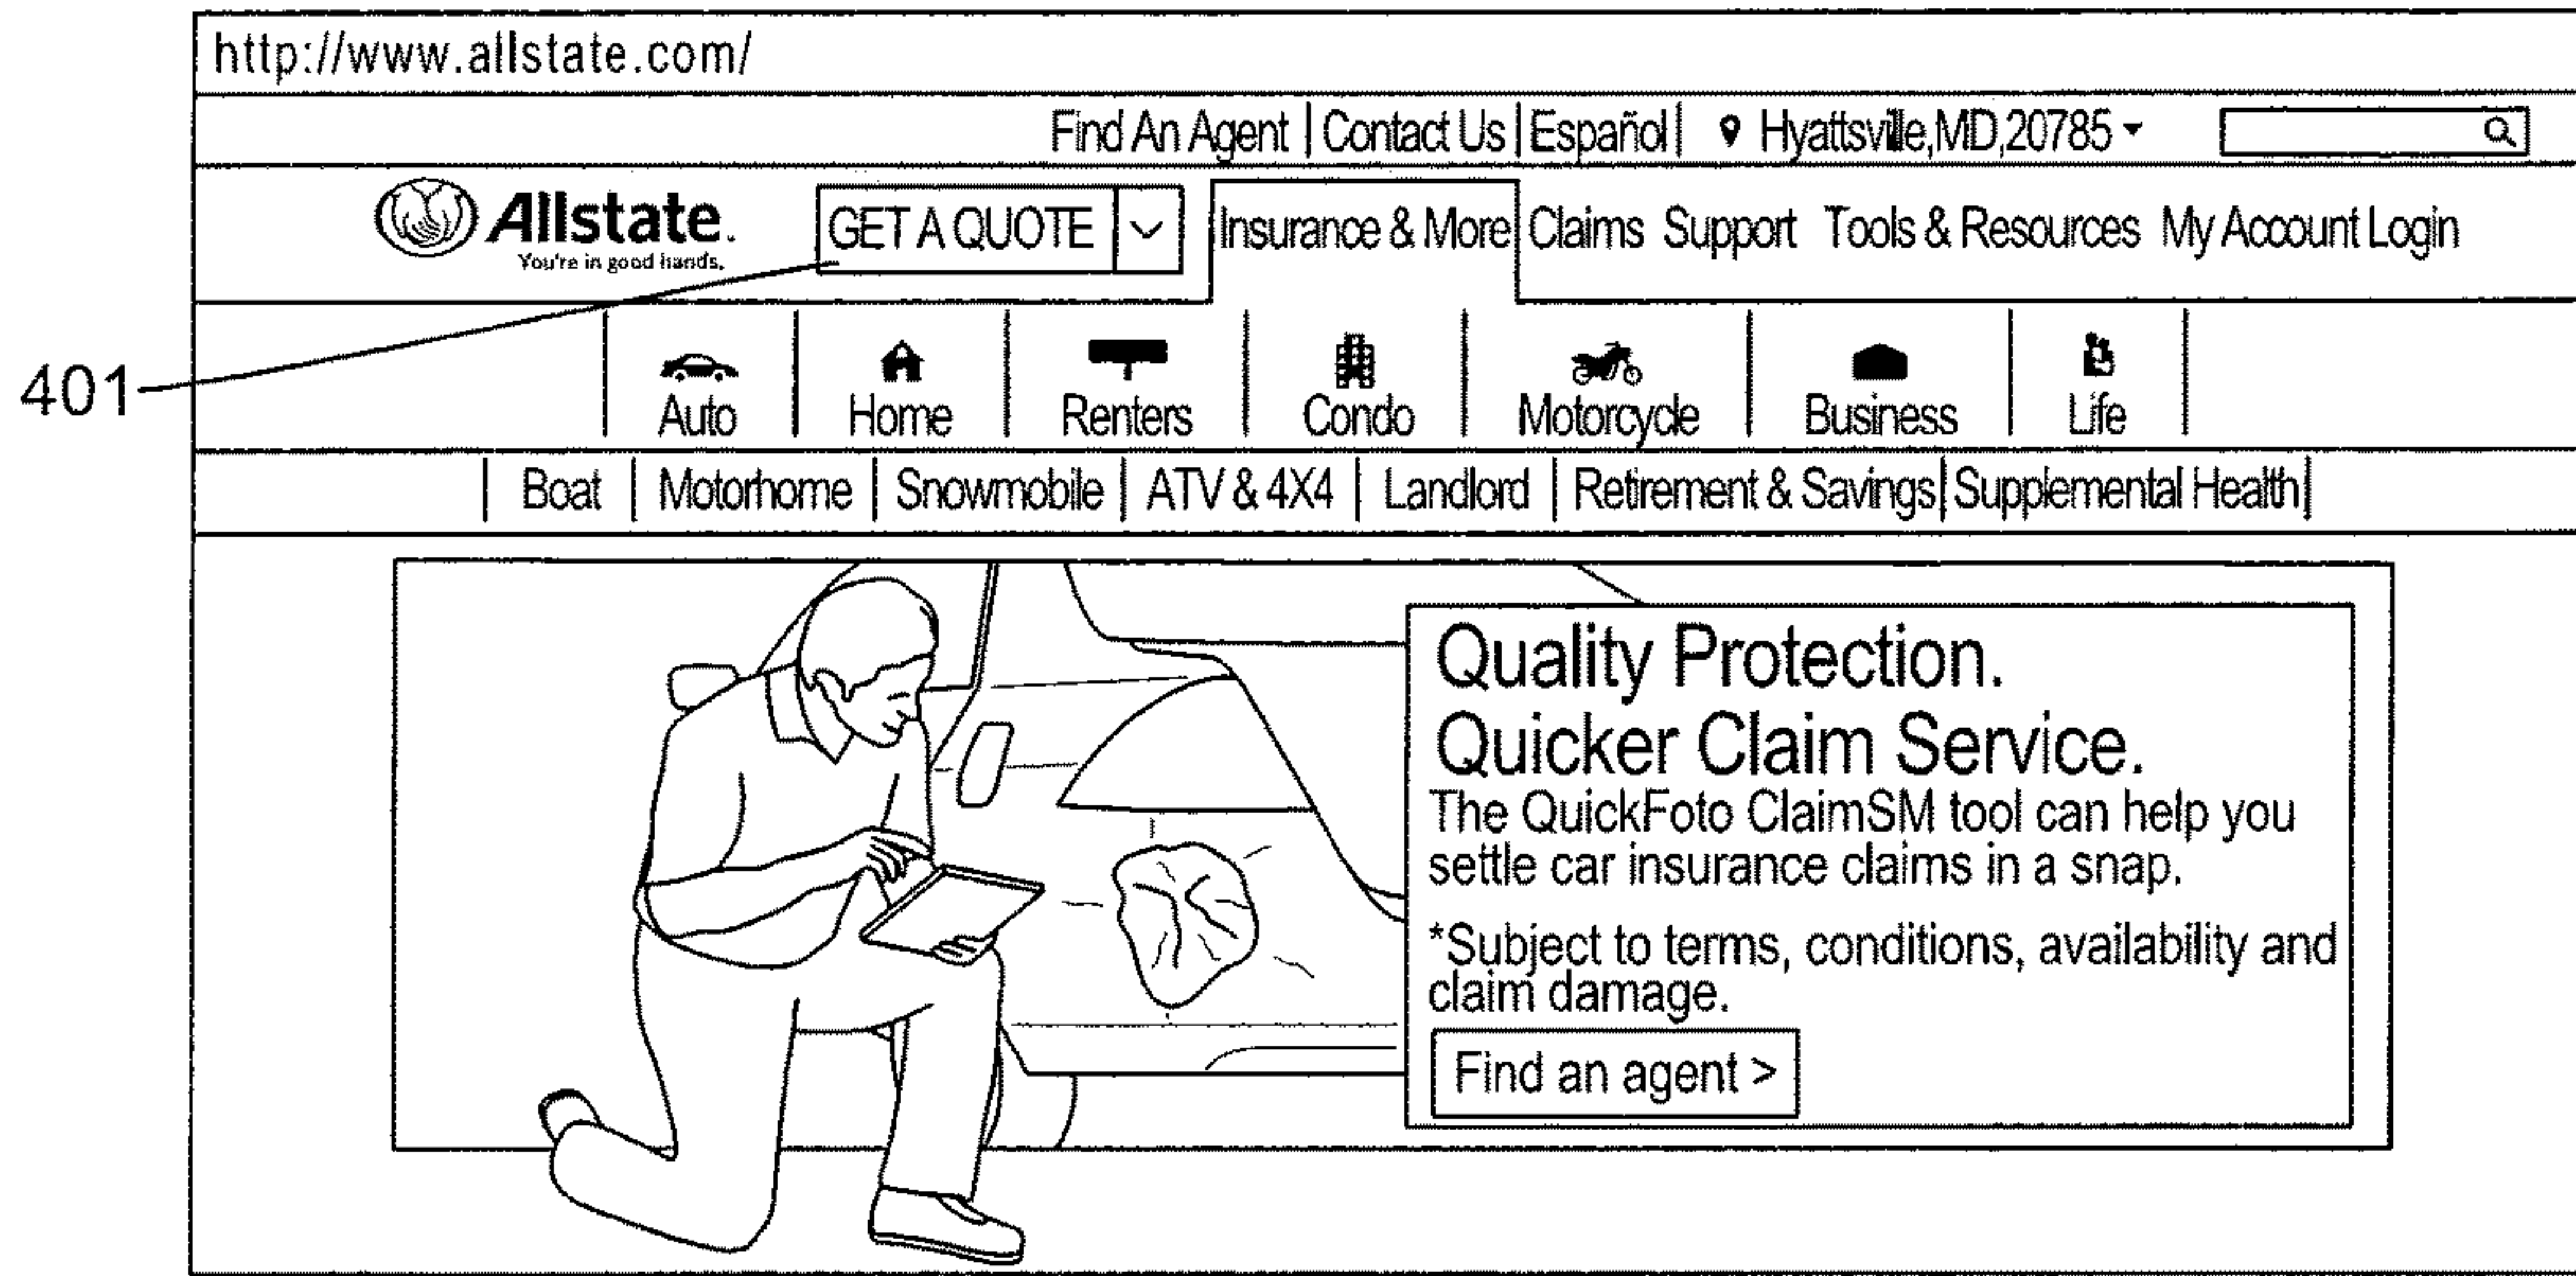 http://www.allstate.com/
Find An Agent | Contact Us | Español | Hyattsville,MD,20785
Allstate.
You're in good hands.
GET A QUOTE
Insurance & More Claims Support Tools & Resources My Account Login
401
Auto | Home | Renters | Condo | Motorcycle | Business | Life
Boat | Motorhome | Snowmobile | ATV & 4X4 | Landlord | Retirement & Savings | Supplemental Health |
Quality Protection.
Quicker Claim Service.
The QuickFoto ClaimSM tool can help you
settle car insurance claims in a snap.
*Subject to terms, conditions, availability and
claim damage.
Find an agent >